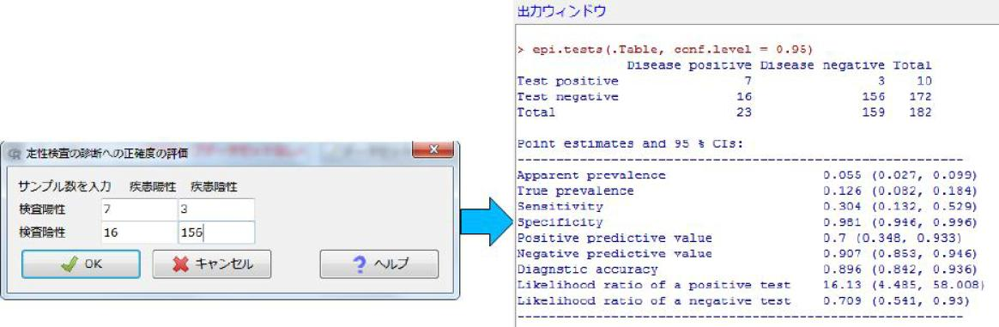 出力ウィンドウ
> epi.tests(.Table, conf.level = 0.95)
Disease positive Disease negative Total
Test positive 7 3 10
Test negative 16 156 172
Total 23 159 182
Point estimates and 95 % CIs:
---------------------------------------------------------
Apparent prevalence 0.055 (0.027, 0.099)
True prevalence 0.126 (0.082, 0.184)
Sensitivity 0.304 (0.132, 0.529)
Specificity 0.981 (0.946, 0.996)
Positive predictive value 0.7 (0.348, 0.933)
Negative predictive value 0.907 (0.853, 0.946)
Diagnstic accuracy 0.896 (0.842, 0.936)
Likelihood ratio of a positive test 16.13 (4.485, 58.008)
Likelihood ratio of a negative test 0.709 (0.541, 0.93)
---------------------------------------------------------
定性検査の診断への正確度の評価
サンプル数を入力 疾患陽性 疾患陰性
検査陽性 7 3
検査陰性 16 156
OK キャンセル ? ヘルプ